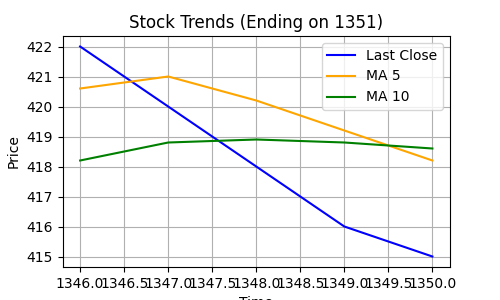 Stock Trends (Ending on 1351)
Last Close
MA 5
MA 10
Price
422
421
420
419
418
417
416
415
1346.0 1346.5 1347.0 1347.5 1348.0 1348.5 1349.0 1349.5 1350.0
Time